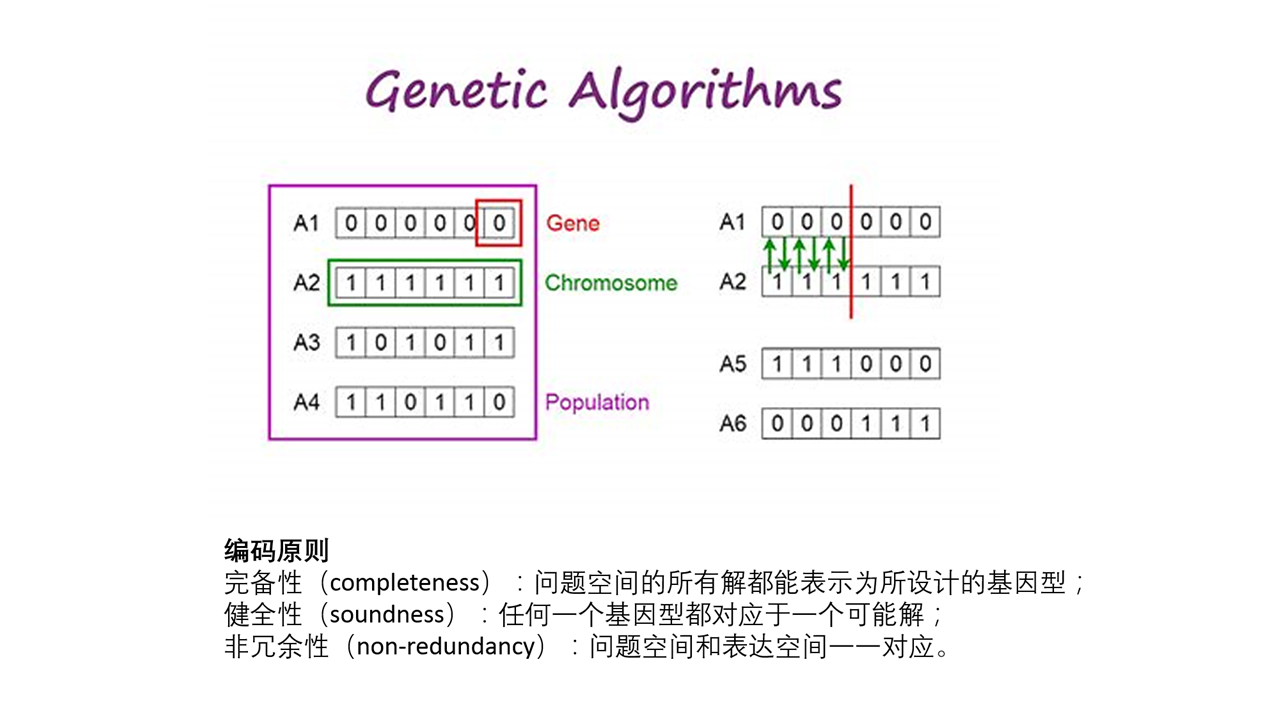 Genetic Algorithms
A1 0 0 0 0 0 0 Gene
A2 1 1 1 1 1 1 Chromosome
A3 1 0 1 0 1 1
A4 1 1 0 1 1 0 Population
A1 0 0 0 0 0 0
A2 1 1 1 1 1 1
A5 1 1 1 0 0 0
A6 0 0 0 1 1 1
编码原则
完备性（completeness）：问题空间的所有解都能表示为所设计的基因型；
健全性（soundness）：任何一个基因型都对应于一个可能解；
非冗余性（non-redundancy）：问题空间和表达空间一一对应。